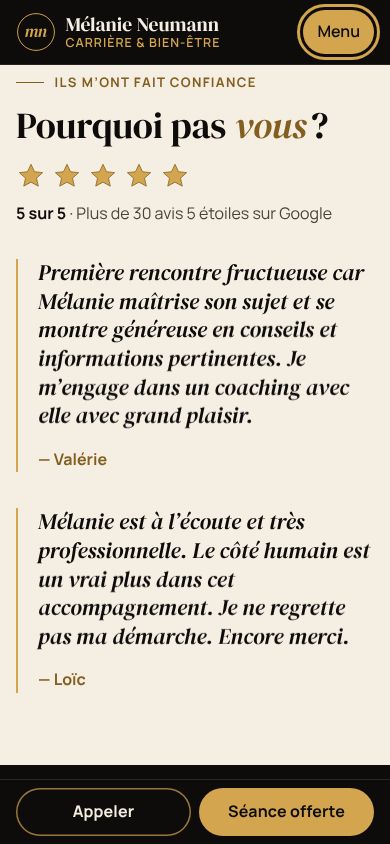 mn
Mélanie Neumann
CARRIÈRE & BIEN-ÊTRE
Menu
ILS M'ONT FAIT CONFIANCE
Pourquoi pas vous ?
5 sur 5 · Plus de 30 avis 5 étoiles sur Google
Première rencontre fructueuse car
Mélanie maîtrise son sujet et se
montre généreuse en conseils et
informations pertinentes. Je
m'engage dans un coaching avec
elle avec grand plaisir.
— Valérie
Mélanie est à l'écoute et très
professionnelle. Le côté humain est
un vrai plus dans cet
accompagnement. Je ne regrette
pas ma démarche. Encore merci.
— Loïc
Appeler
Séance offerte